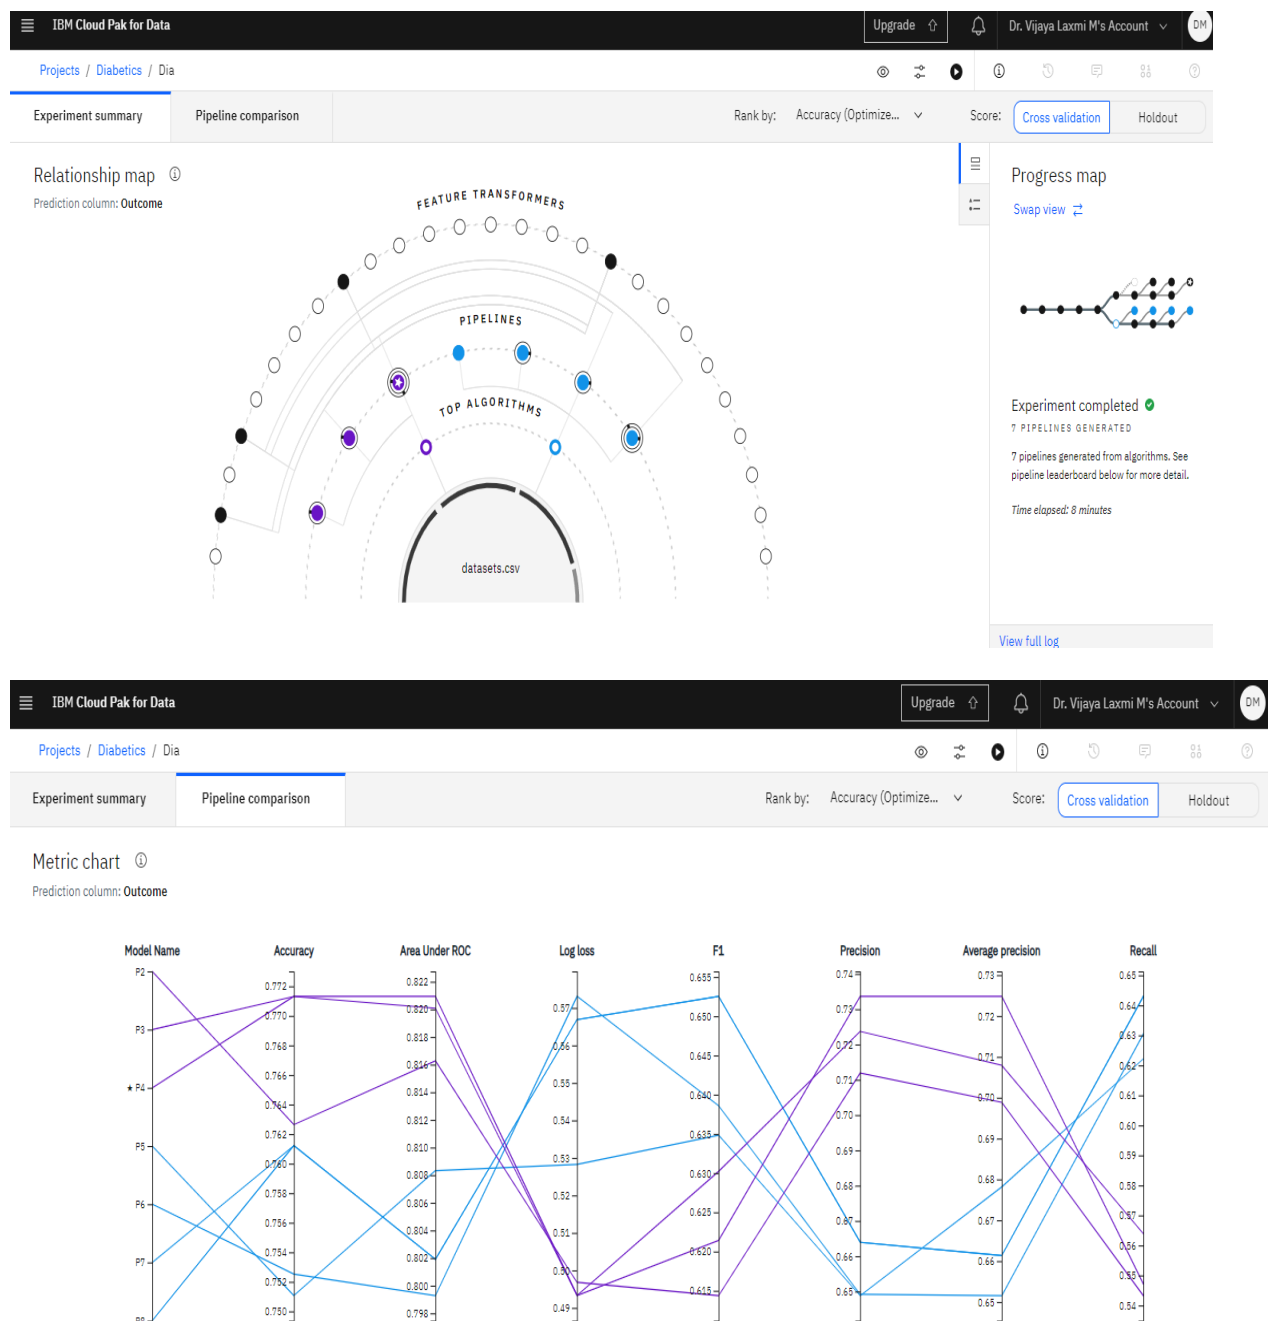 IBM Cloud Pak for Data
Upgrade
Dr. Vijaya Laxmi M's Account
DM
Projects / Diabetics / Dia
Experiment summary
Pipeline comparison
Rank by: Accuracy (Optimize...
Score: Cross validation Holdout
Relationship map
Prediction column: Outcome
FEATURE TRANSFORMERS
PIPELINES
TOP ALGORITHMS
datasets.csv
Progress map
Swap view
Experiment completed
7 PIPELINES GENERATED
7 pipelines generated from algorithms. See
pipeline leaderboard below for more detail.
Time elapsed: 8 minutes
View full log
IBM Cloud Pak for Data
Upgrade
Dr. Vijaya Laxmi M's Account
DM
Projects / Diabetics / Dia
Experiment summary
Pipeline comparison
Rank by: Accuracy (Optimize...
Score: Cross validation Holdout
Metric chart
Prediction column: Outcome
Model Name
P2
P3
★ P4
P5
P6
P7
P8
Accuracy
0.772
0.770
0.768
0.766
0.764
0.762
0.760
0.758
0.756
0.754
0.752
0.750
Area Under ROC
0.822
0.820
0.818
0.816
0.814
0.812
0.810
0.808
0.806
0.804
0.802
0.800
0.798
Log loss
0.57
0.56
0.55
0.54
0.53
0.52
0.51
0.50
0.49
F1
0.655
0.650
0.645
0.640
0.635
0.630
0.625
0.620
0.615
Precision
0.74
0.73
0.72
0.71
0.70
0.69
0.68
0.67
0.66
0.65
Average precision
0.73
0.72
0.71
0.70
0.69
0.68
0.67
0.66
0.65
Recall
0.65
0.64
0.63
0.62
0.61
0.60
0.59
0.58
0.57
0.56
0.55
0.54